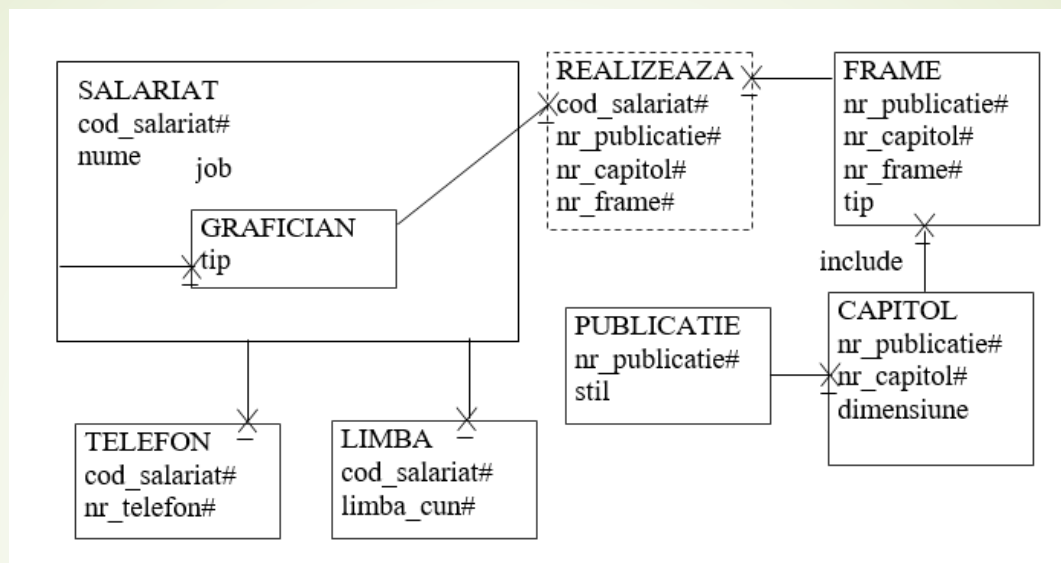 SALARIAT
cod_salariat#
nume
job
GRAFICIAN
tip
REALIZEAZA
cod_salariat#
nr_publicatie#
nr_capitol#
nr_frame#
FRAME
nr_publicatie#
nr_capitol#
nr_frame#
tip
include
PUBLICATIE
nr_publicatie#
stil
CAPITOL
nr_publicatie#
nr_capitol#
dimensiune
TELEFON
cod_salariat#
nr_telefon#
LIMBA
cod_salariat#
limba_cun#